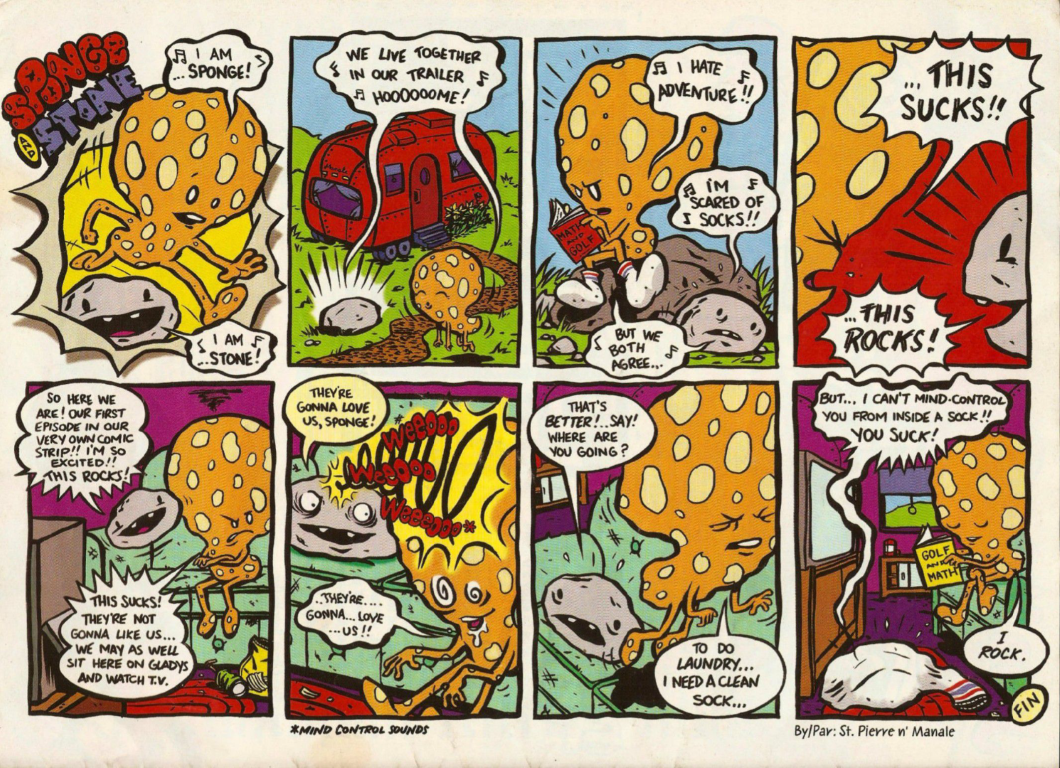 SPONGE
AND
STONE
♫ I AM
...SPONGE!
♪ I AM ♪
...STONE!
WE LIVE TOGETHER
♪ IN OUR TRAILER ♪
♫ HOOOOOOME!
♫ I HATE ♪
ADVENTURE!!
MATH
AND
GOLF
♪ I'M ♪
SCARED OF
♪ SOCKS!!
BUT WE
BOTH
AGREE...
...THIS
SUCKS!!
...THIS
ROCKS!
SO HERE WE
ARE! OUR FIRST
EPISODE IN OUR
VERY OWN COMIC
STRIP!! I'M SO
EXCITED!!
THIS ROCKS!
THIS SUCKS!
THEY'RE NOT
GONNA LIKE US...
WE MAY AS WELL
SIT HERE ON GLADYS
AND WATCH T.V.
THEY'RE
GONNA LOVE
US, SPONGE!
WEEOOO
WEEOOO
WEEEOOO*
..THEY'RE....
GONNA... LOVE
...US!!
*MIND CONTROL SOUNDS
THAT'S
BETTER!..SAY!
WHERE ARE
YOU GOING?
TO DO
LAUNDRY...
I NEED A CLEAN
SOCK...
BUT... I CAN'T MIND-CONTROL
YOU FROM INSIDE A SOCK!!
YOU SUCK!
GOLF
AND
MATH
I
ROCK.
FIN
By/Par: St. Pierre n' Manale